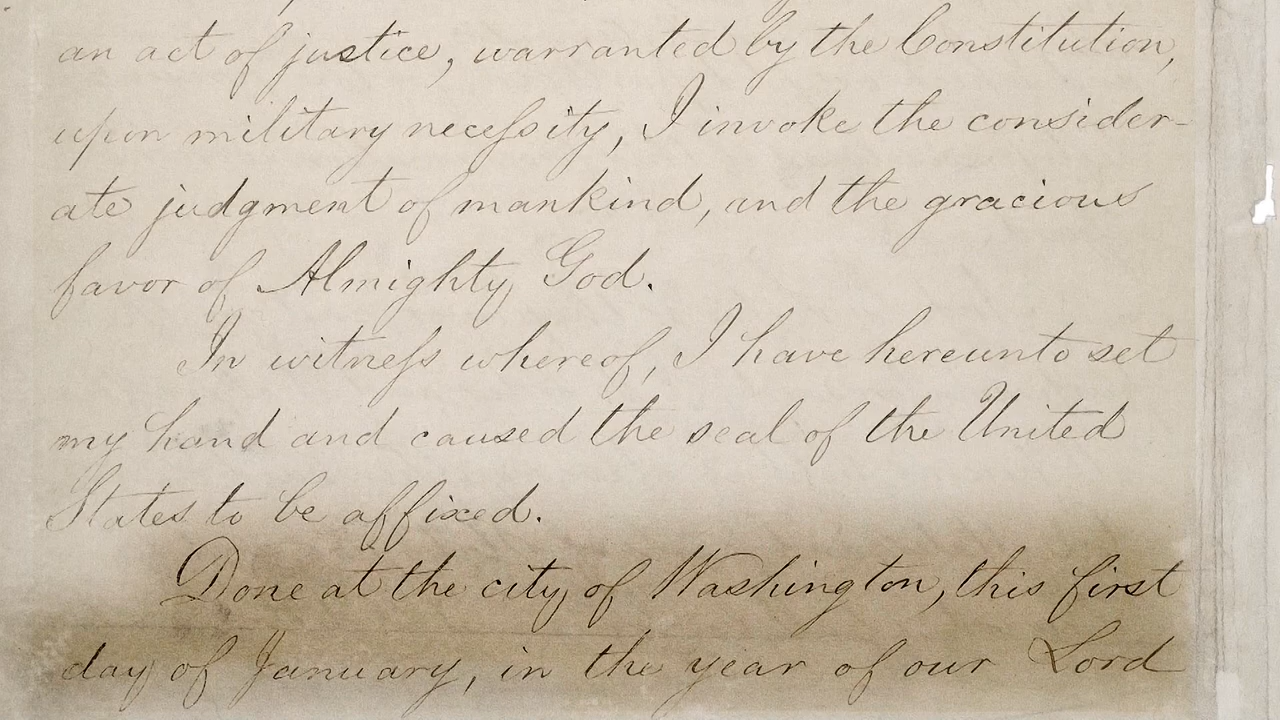 an act of justice, warranted by the Constitution,
upon military necessity, I invoke the consider-
ate judgment of mankind, and the gracious
favor of Almighty God.
In witness whereof, I have hereunto set
my hand and caused the seal of the United
States to be affixed.
Done at the city of Washington, this first
day of January, in the year of our Lord